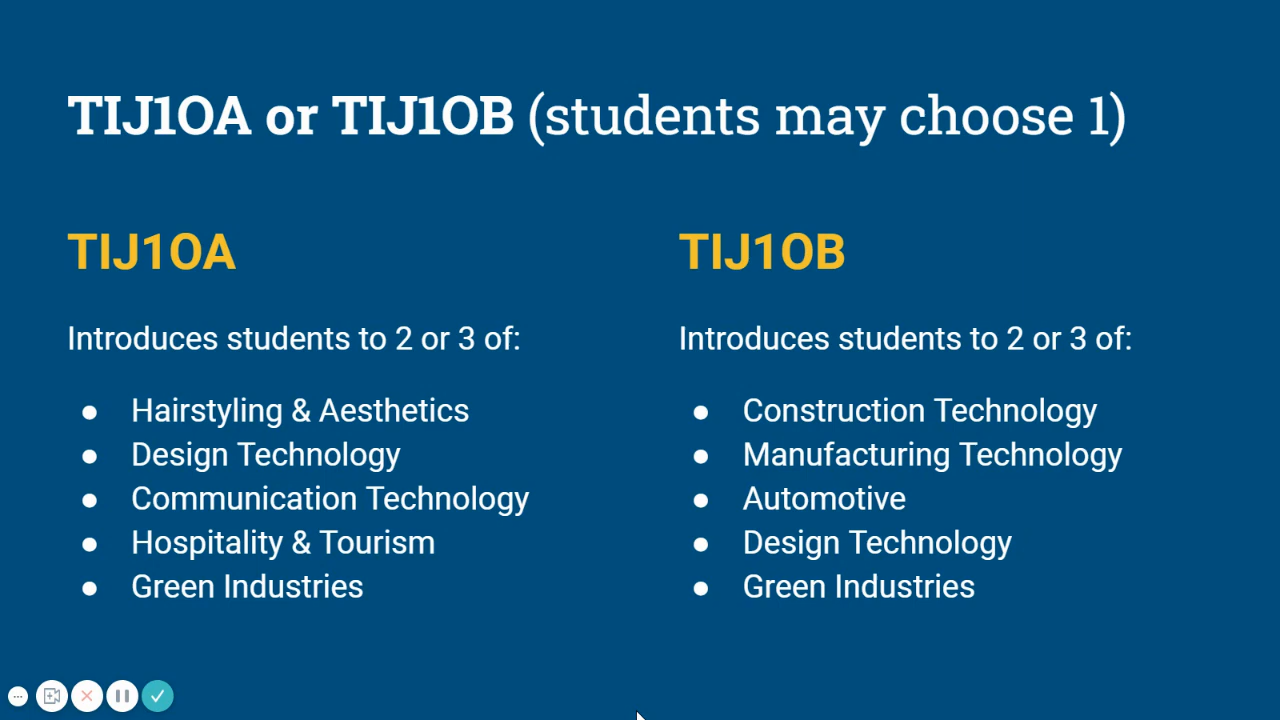 TIJ1OA or TIJ1OB (students may choose 1)
TIJ1OA
Introduces students to 2 or 3 of:
● Hairstyling & Aesthetics
● Design Technology
● Communication Technology
● Hospitality & Tourism
● Green Industries
TIJ1OB
Introduces students to 2 or 3 of:
● Construction Technology
● Manufacturing Technology
● Automotive
● Design Technology
● Green Industries